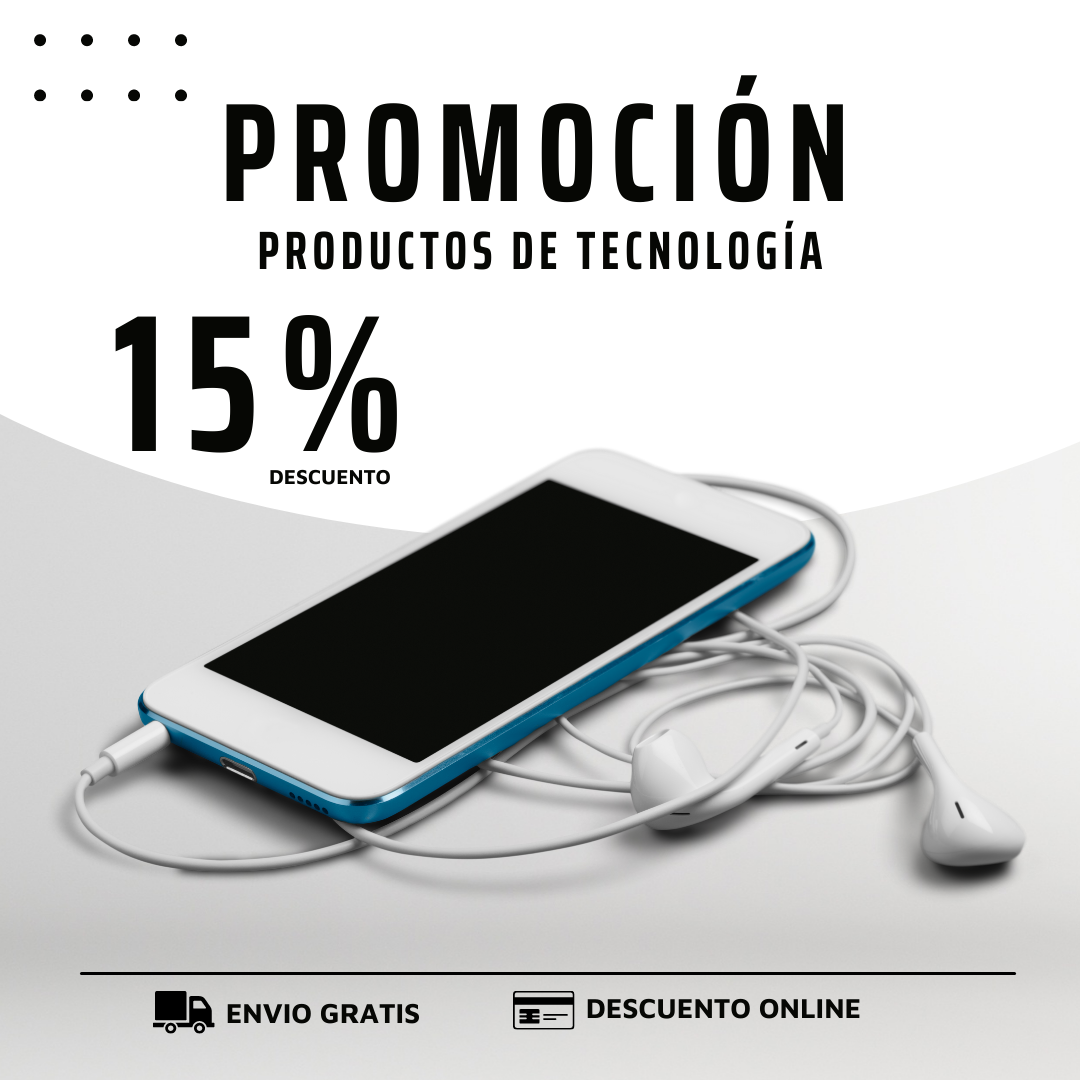 PROMOCIÓN
PRODUCTOS DE TECNOLOGÍA
15%
DESCUENTO
ENVIO GRATIS
DESCUENTO ONLINE